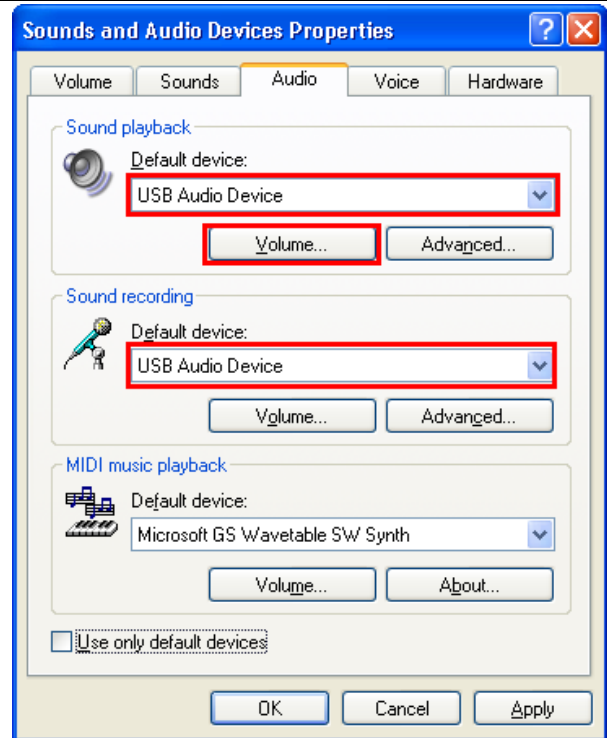 Sounds and Audio Devices Properties
Volume Sounds Audio Voice Hardware
Sound playback
Default device:
USB Audio Device
Volume... Advanced...
Sound recording
Default device:
USB Audio Device
Volume... Advanced...
MIDI music playback
Default device:
Microsoft GS Wavetable SW Synth
Volume... About...
Use only default devices
OK Cancel Apply